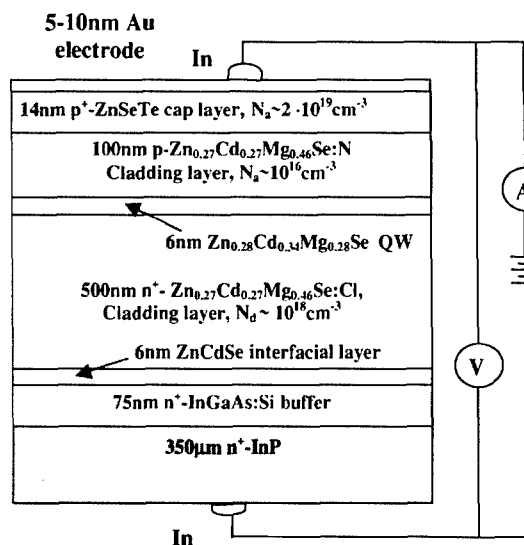 5-10nm Au
electrode
In
14nm p⁺-ZnSeTe cap layer, Nₐ~2 ·10¹⁹cm⁻³
100nm p-Zn₀.₂₇Cd₀.₂₇Mg₀.₄₆Se:N
Cladding layer, Nₐ~10¹⁶cm⁻³
6nm Zn₀.₂₈Cd₀.₃₄Mg₀.₂₈Se QW
500nm n⁺- Zn₀.₂₇Cd₀.₂₇Mg₀.₄₆Se:Cl,
Cladding layer, N_d~ 10¹⁸cm⁻³
6nm ZnCdSe interfacial layer
75nm n⁺-InGaAs:Si buffer
350µm n⁺-InP
In
A
V